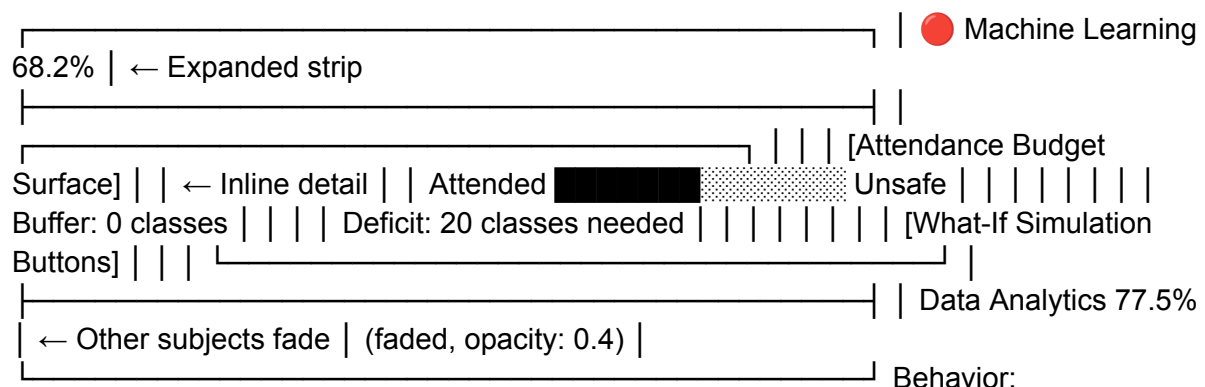 ┌───────────────────────────┐ │ 🔴 Machine Learning
68.2% │ ← Expanded strip
├───────────────────────────┤ │
┌───────────────────────┐ │ │ │ [Attendance Budget
Surface] │ │ ← Inline detail │ │ Attended ███████░░░░░░░ Unsafe │ │ │ │ │ │ │ │
Buffer: 0 classes │ │ │ │ Deficit: 20 classes needed │ │ │ │ │ │ │ │ [What-If Simulation
Buttons] │ │ │ └───────────────────────┘ │
├───────────────────────────┤ │ Data Analytics 77.5%
│ ← Other subjects fade │ (faded, opacity: 0.4) │
└───────────────────────────┘ Behavior: